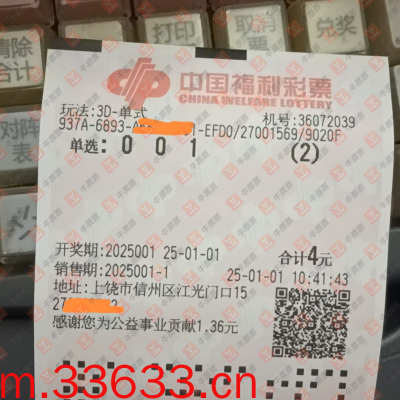 清除
合计
打印
取消
票
兑奖
对阵
表
中国福利彩票
CHINA WELFARE LOTTERY
玩法:3D-单式
机号:36072039
937A-6893-
-EFD0/27001569/9020F
单选: 0 0 1 (2)
开奖期:2025001 25-01-01
合计4元
销售期:2025001-1 25-01-01 10:41:43
地址:上饶市信州区江光门口15
感谢您为公益事业贡献1.36元
m.33633.cn